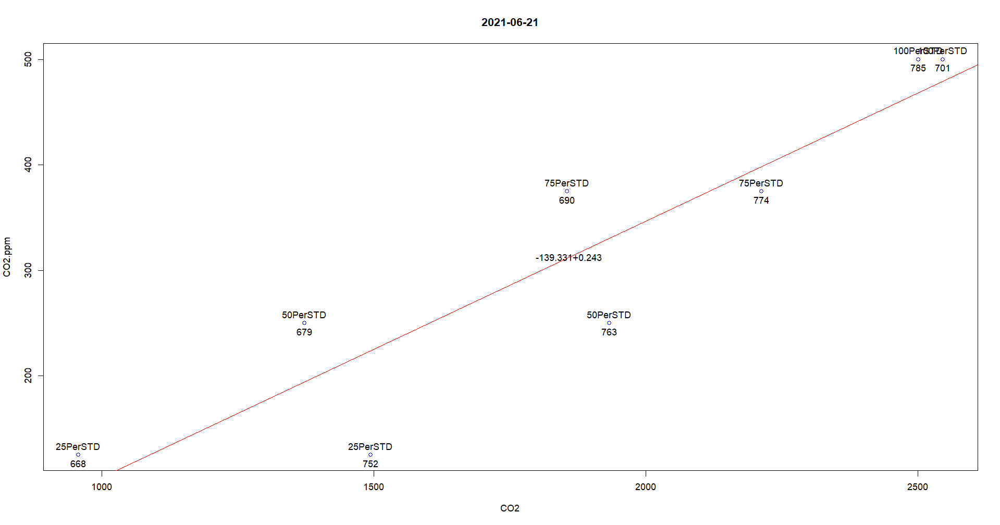 2021-06-21
500
400
300
200
CO2.ppm
100PerSTD
100PerSTD
785
701
75PerSTD
690
75PerSTD
774
-139.331+0.243
50PerSTD
679
50PerSTD
763
25PerSTD
668
25PerSTD
752
1000
1500
2000
2500
CO2